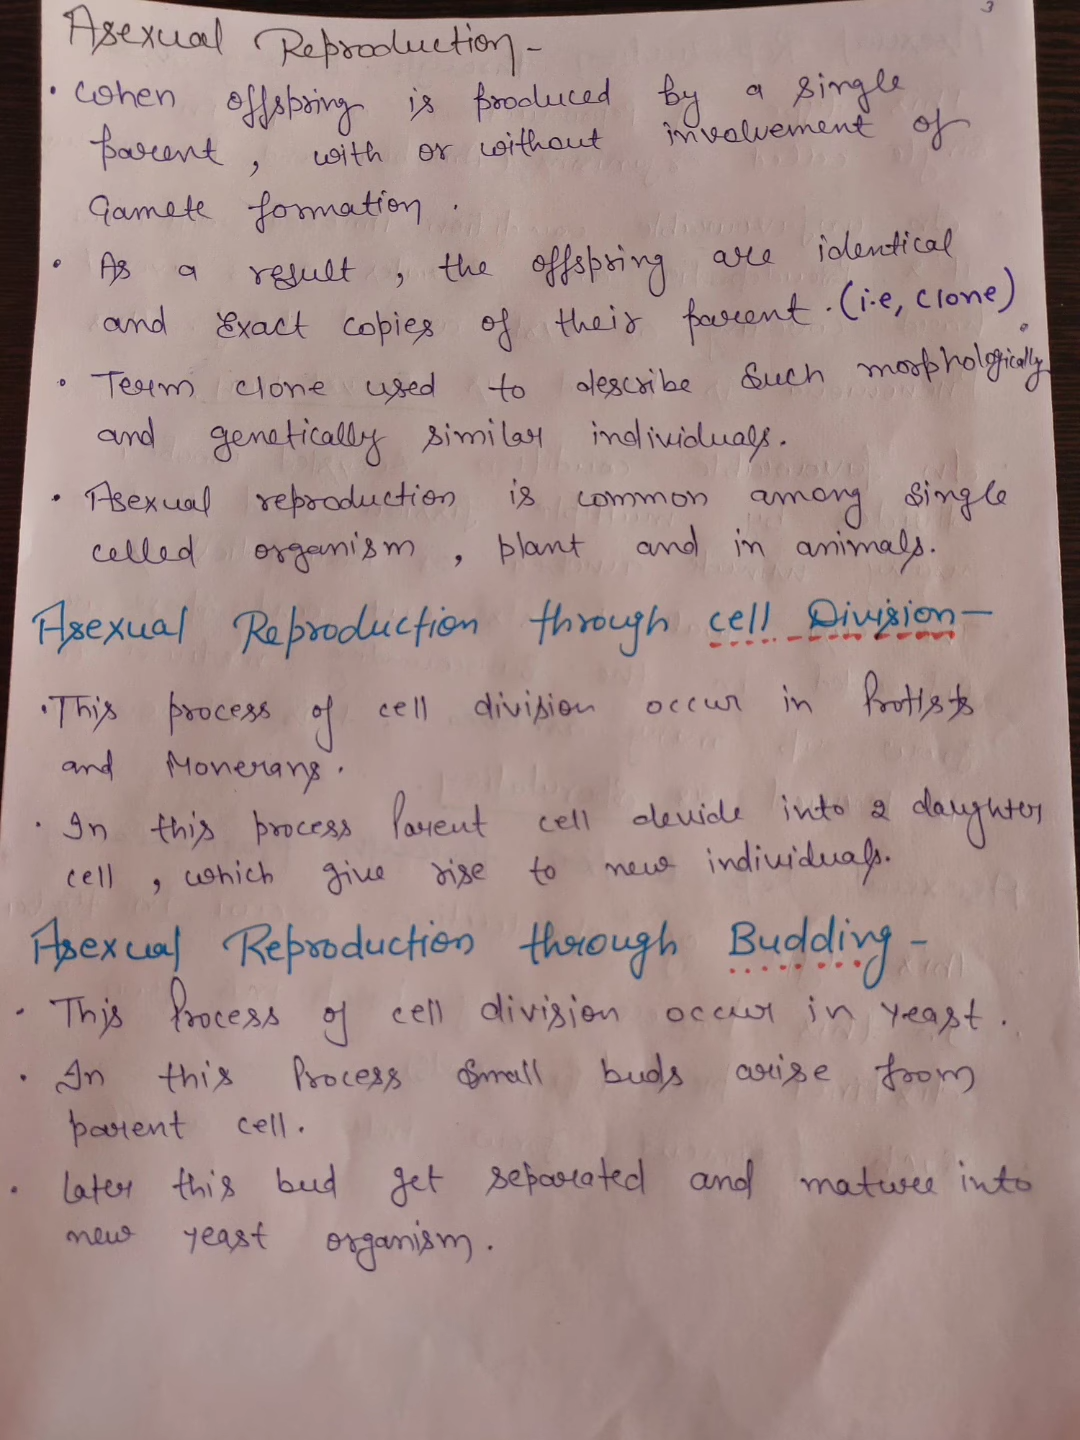 3
Asexual Reproduction -
• When offspring is produced by a single
parent, with or without involvement of
Gamete formation.
• As a result, the offspring are identical
and Exact copies of their parent. (i.e, clone)
• Term clone used to describe such morphologically
and genetically similar individuals.
• Asexual reproduction is common among single
celled organism, plant and in animals.
Asexual Reproduction through cell Division -
• This process of cell division occur in Protists
and Monerans.
• In this process Parent cell devide into 2 daughter
cell, which give rise to new individuals.
Asexual Reproduction through Budding -
• This Process of cell division occur in yeast.
• In this Process small buds arise from
parent cell.
• Later this bud get separated and mature into
new yeast organism.